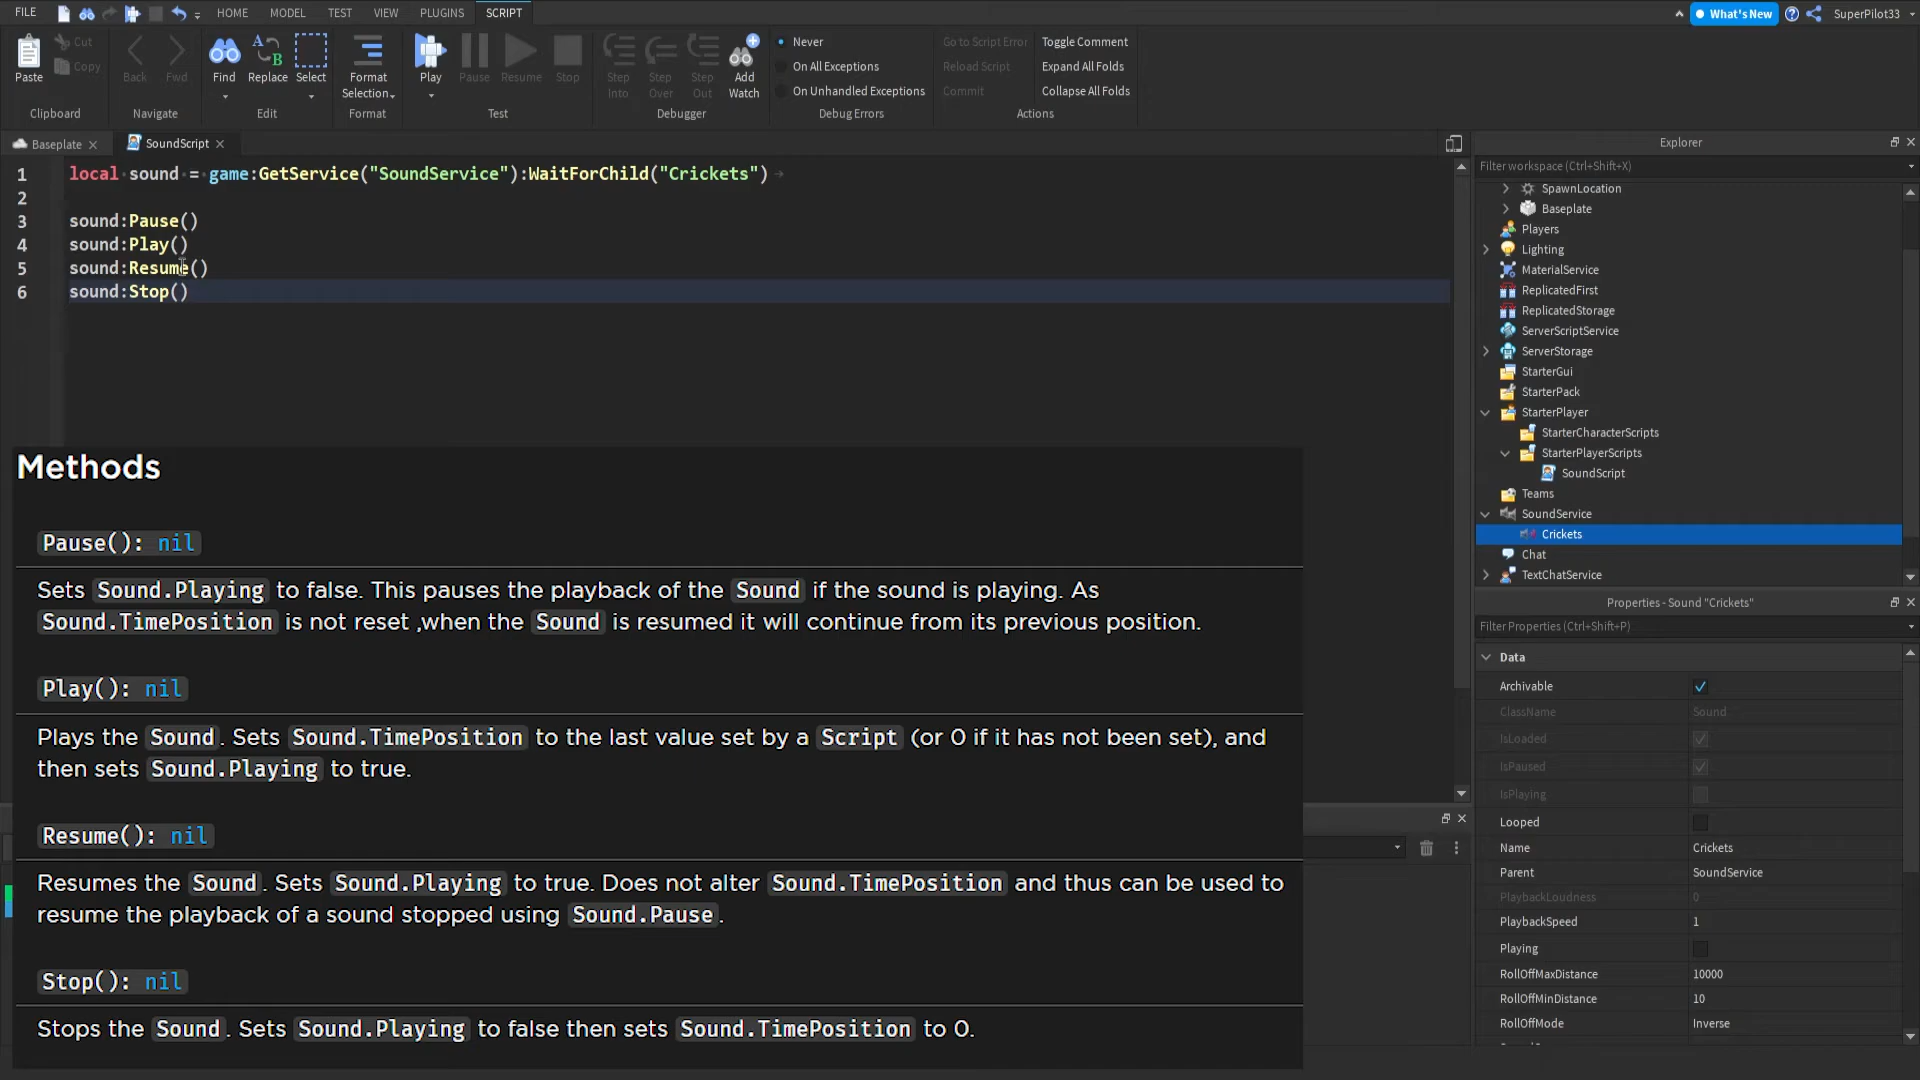 FILE HOME MODEL TEST VIEW PLUGINS SCRIPT What's New SuperPilot33
Paste Cut Copy Clipboard
Back Fwd Navigate
Find Replace Select Edit
Format Selection Format
Play Pause Resume Stop Test
Step Into Step Over Step Out Add Watch Debugger
Never
On All Exceptions
On Unhandled Exceptions
Debug Errors
Go to Script Error Toggle Comment
Reload Script Expand All Folds
Commit Collapse All Folds
Actions
Baseplate SoundScript
1 local sound = game:GetService("SoundService"):WaitForChild("Crickets")
2
3 sound:Pause()
4 sound:Play()
5 sound:Resume()
6 sound:Stop()
Methods
Pause(): nil
Sets Sound.Playing to false. This pauses the playback of the Sound if the sound is playing. As
Sound.TimePosition is not reset ,when the Sound is resumed it will continue from its previous position.
Play(): nil
Plays the Sound. Sets Sound.TimePosition to the last value set by a Script (or 0 if it has not been set), and
then sets Sound.Playing to true.
Resume(): nil
Resumes the Sound. Sets Sound.Playing to true. Does not alter Sound.TimePosition and thus can be used to
resume the playback of a sound stopped using Sound.Pause.
Stop(): nil
Stops the Sound. Sets Sound.Playing to false then sets Sound.TimePosition to 0.
Explorer
Filter workspace (Ctrl+Shift+X)
SpawnLocation
Baseplate
Players
Lighting
MaterialService
ReplicatedFirst
ReplicatedStorage
ServerScriptService
ServerStorage
StarterGui
StarterPack
StarterPlayer
StarterCharacterScripts
StarterPlayerScripts
SoundScript
Teams
SoundService
Crickets
Chat
TextChatService
Properties - Sound "Crickets"
Filter Properties (Ctrl+Shift+P)
Data
Archivable
ClassName Sound
IsLoaded
IsPaused
IsPlaying
Looped
Name Crickets
Parent SoundService
PlaybackLoudness 0
PlaybackSpeed 1
Playing
RollOffMaxDistance 10000
RollOffMinDistance 10
RollOffMode Inverse